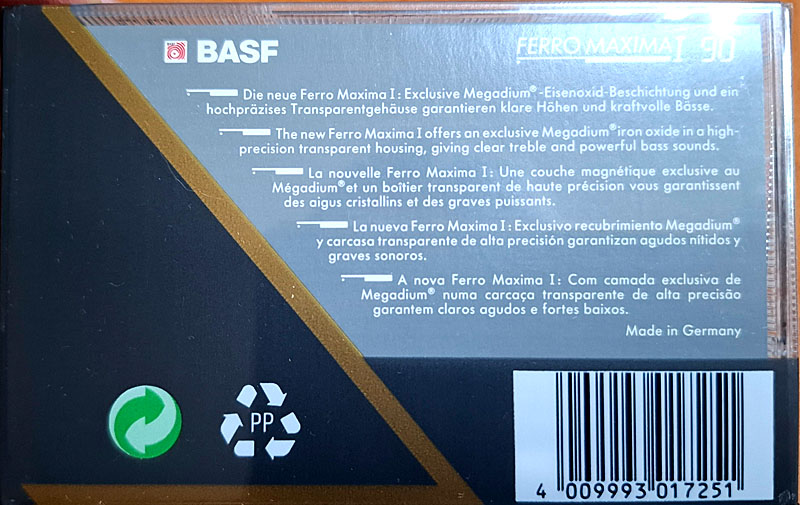 BASF
FERRO MAXIMA I 90
Die neue Ferro Maxima I: Exclusive Megadium®-Eisenoxid-Beschichtung und ein
hochpräzises Transparentgehäuse garantieren klare Höhen und kraftvolle Bässe.
The new Ferro Maxima I offers an exclusive Megadium® iron oxide in a high-
precision transparent housing, giving clear treble and powerful bass sounds.
La nouvelle Ferro Maxima I: Une couche magnétique exclusive au
Mégadium® et un boîtier transparent de haute précision vous garantissent
des aigus cristallins et des graves puissants.
La nueva Ferro Maxima I: Exclusivo recubrimiento Megadium®
y carcasa transparente de alta precisión garantizan agudos nítidos y
graves sonoros.
A nova Ferro Maxima I: Com camada exclusiva de
Megadium® numa carcaça transparente de alta precisão
garantem claros agudos e fortes baixos.
Made in Germany
PP
4 009993 017251